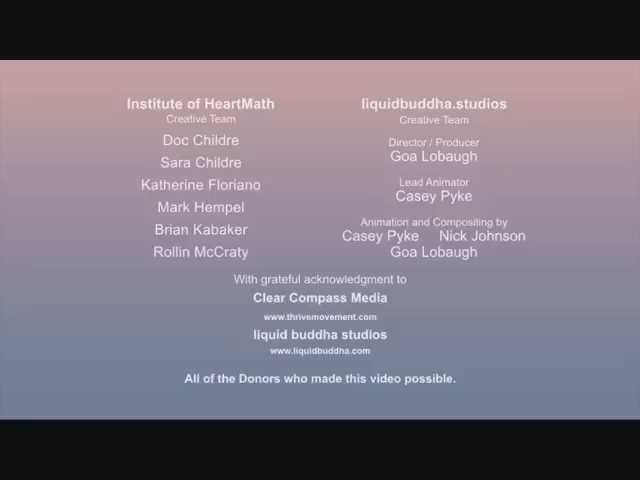 Institute of HeartMath
Creative Team
Doc Childre
Sara Childre
Katherine Floriano
Mark Hempel
Brian Kabaker
Rollin McCraty
liquidbuddha.studios
Creative Team
Director / Producer
Goa Lobaugh
Lead Animator
Casey Pyke
Animation and Compositing by
Casey Pyke Nick Johnson
Goa Lobaugh
With grateful acknowledgment to
Clear Compass Media
www.thrivemovement.com
liquid buddha studios
www.liquidbuddha.com
All of the Donors who made this video possible.